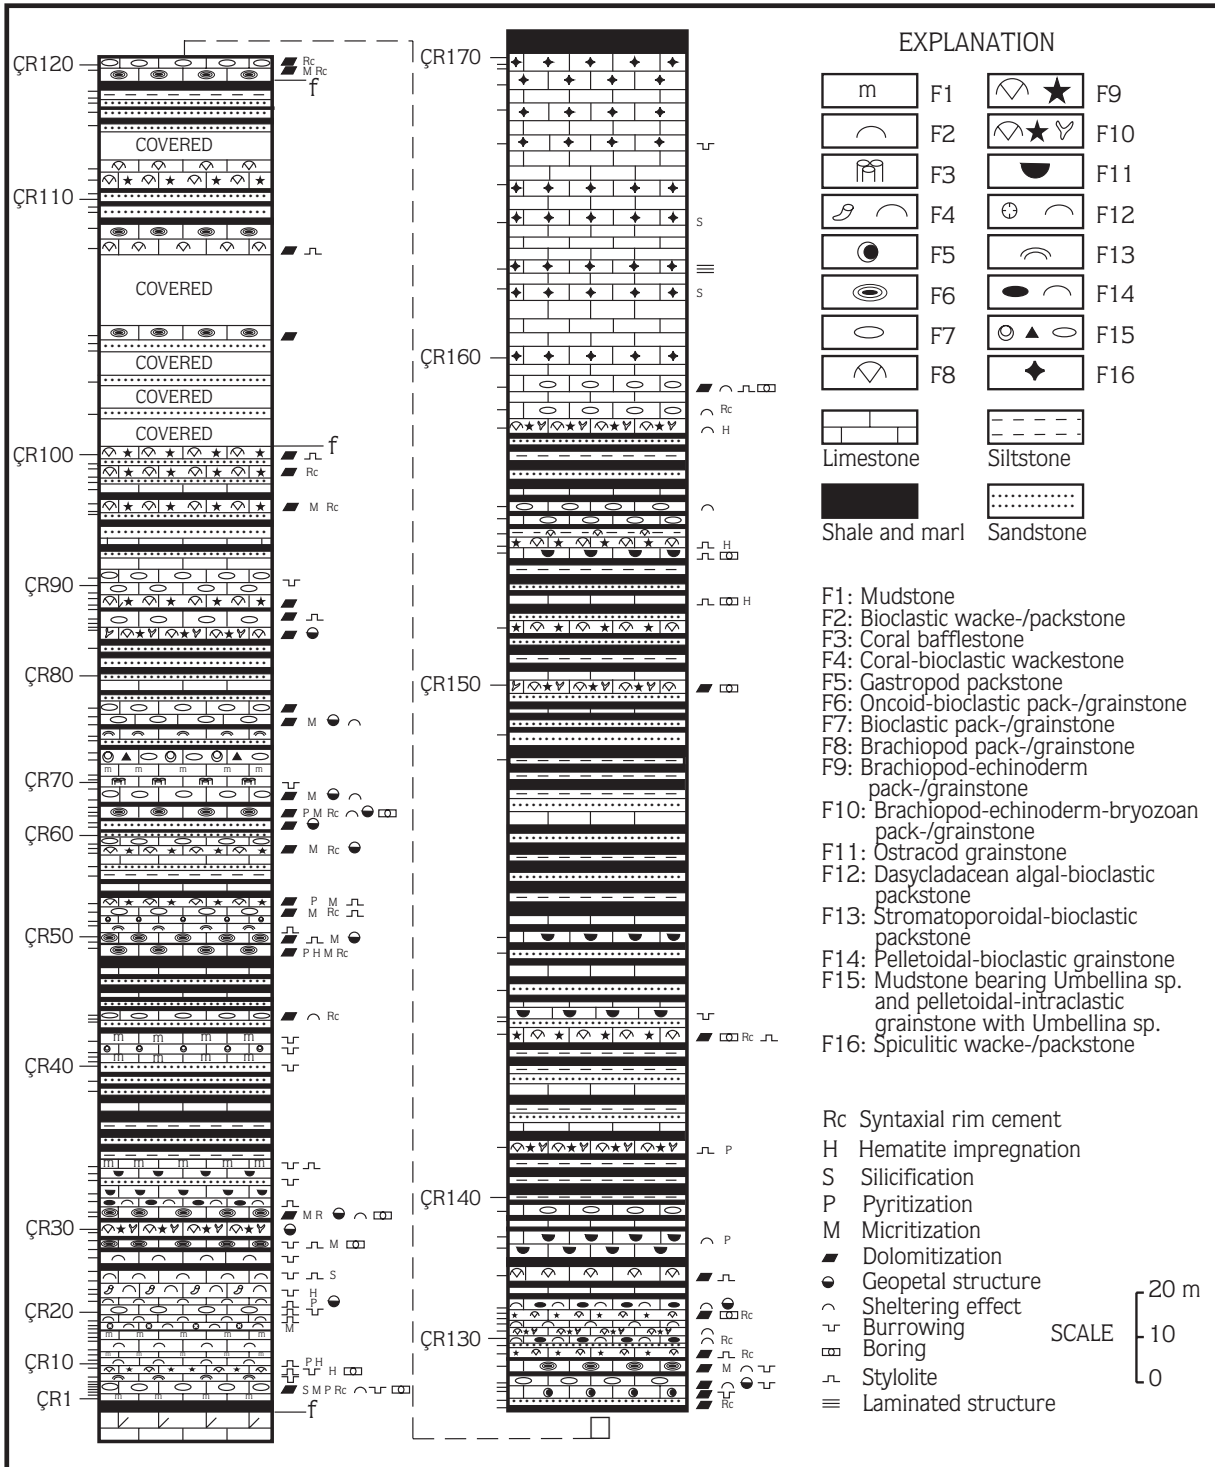 ÇR120
Rc
M Rc
f
COVERED
ÇR110
COVERED
COVERED
COVERED
COVERED
f
ÇR100
Rc
M Rc
ÇR90
ÇR80
M
m m m m
ÇR70
M
P M Rc
ÇR60
M Rc
P M
M Rc
ÇR50
M
P H M Rc
Rc
m m m m
m m m m
ÇR40
m m m m
M R
ÇR30
M
S
H
P
ÇR20
M
m m m m
P H
ÇR10
H
S M P Rc
ÇR1
m m m m
f
ÇR170
S
S
ÇR160
Rc
H
H
H
ÇR150
Rc
P
ÇR140
P
Rc
ÇR130
Rc
Rc
M
Rc
EXPLANATION
m F1
F2
F3
F4
F5
F6
F7
F8
F9
F10
F11
F12
F13
F14
F15
F16
Limestone
Siltstone
Shale and marl
Sandstone
F1: Mudstone
F2: Bioclastic wacke-/packstone
F3: Coral bafflestone
F4: Coral-bioclastic wackestone
F5: Gastropod packstone
F6: Oncoid-bioclastic pack-/grainstone
F7: Bioclastic pack-/grainstone
F8: Brachiopod pack-/grainstone
F9: Brachiopod-echinoderm
pack-/grainstone
F10: Brachiopod-echinoderm-bryozoan
pack-/grainstone
F11: Ostracod grainstone
F12: Dasycladacean algal-bioclastic
packstone
F13: Stromatoporoidal-bioclastic
packstone
F14: Pelletoidal-bioclastic grainstone
F15: Mudstone bearing Umbellina sp.
and pelletoidal-intraclastic
grainstone with Umbellina sp.
F16: Spiculitic wacke-/packstone
Rc Syntaxial rim cement
H Hematite impregnation
S Silicification
P Pyritization
M Micritization
Dolomitization
Geopetal structure
Sheltering effect
Burrowing
Boring
Stylolite
Laminated structure
SCALE
20 m
10
0